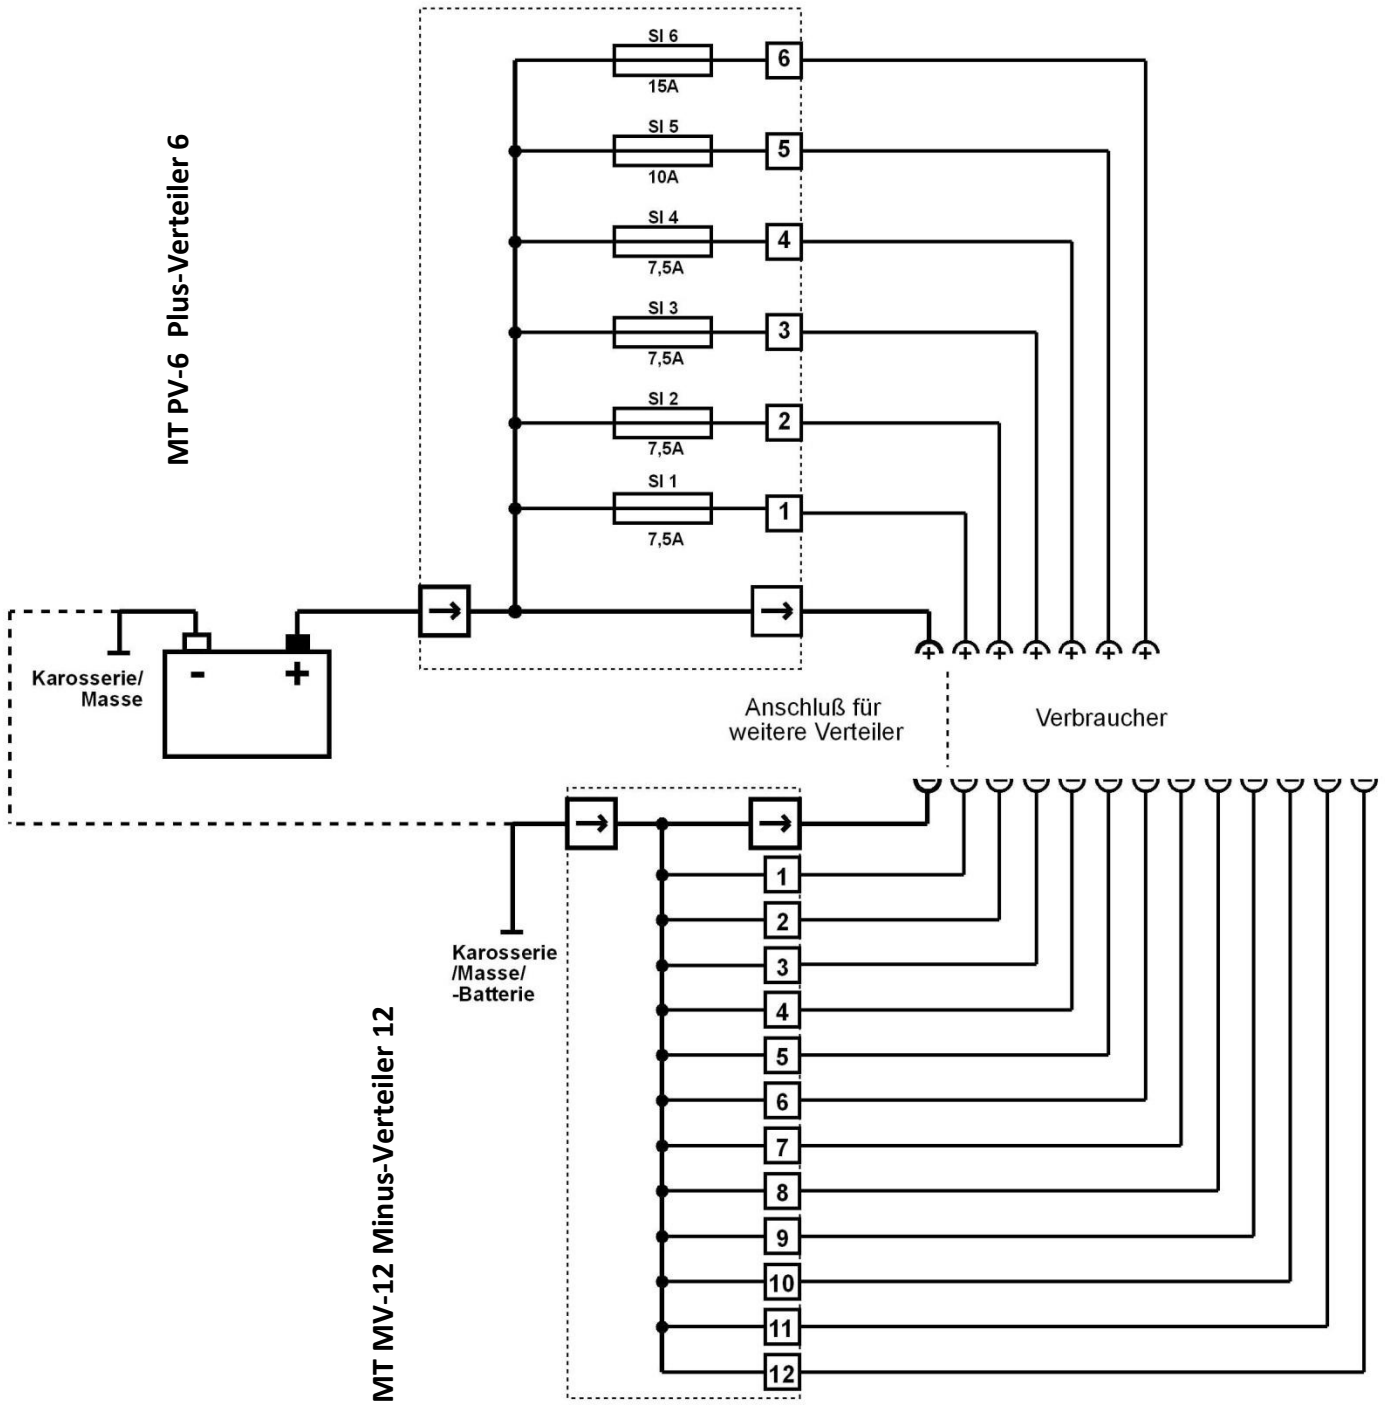 MT PV-6 Plus-Verteiler 6
SI 6
6
15A
SI 5
5
10A
SI 4
4
7,5A
SI 3
3
7,5A
SI 2
2
7,5A
SI 1
1
7,5A
Karosserie/
Masse
- +
+ + + + + + +
Anschluß für
weitere Verteiler
Verbraucher
- - - - - - - - - - - - -
Karosserie
/Masse/
-Batterie
MT MV-12 Minus-Verteiler 12
1
2
3
4
5
6
7
8
9
10
11
12